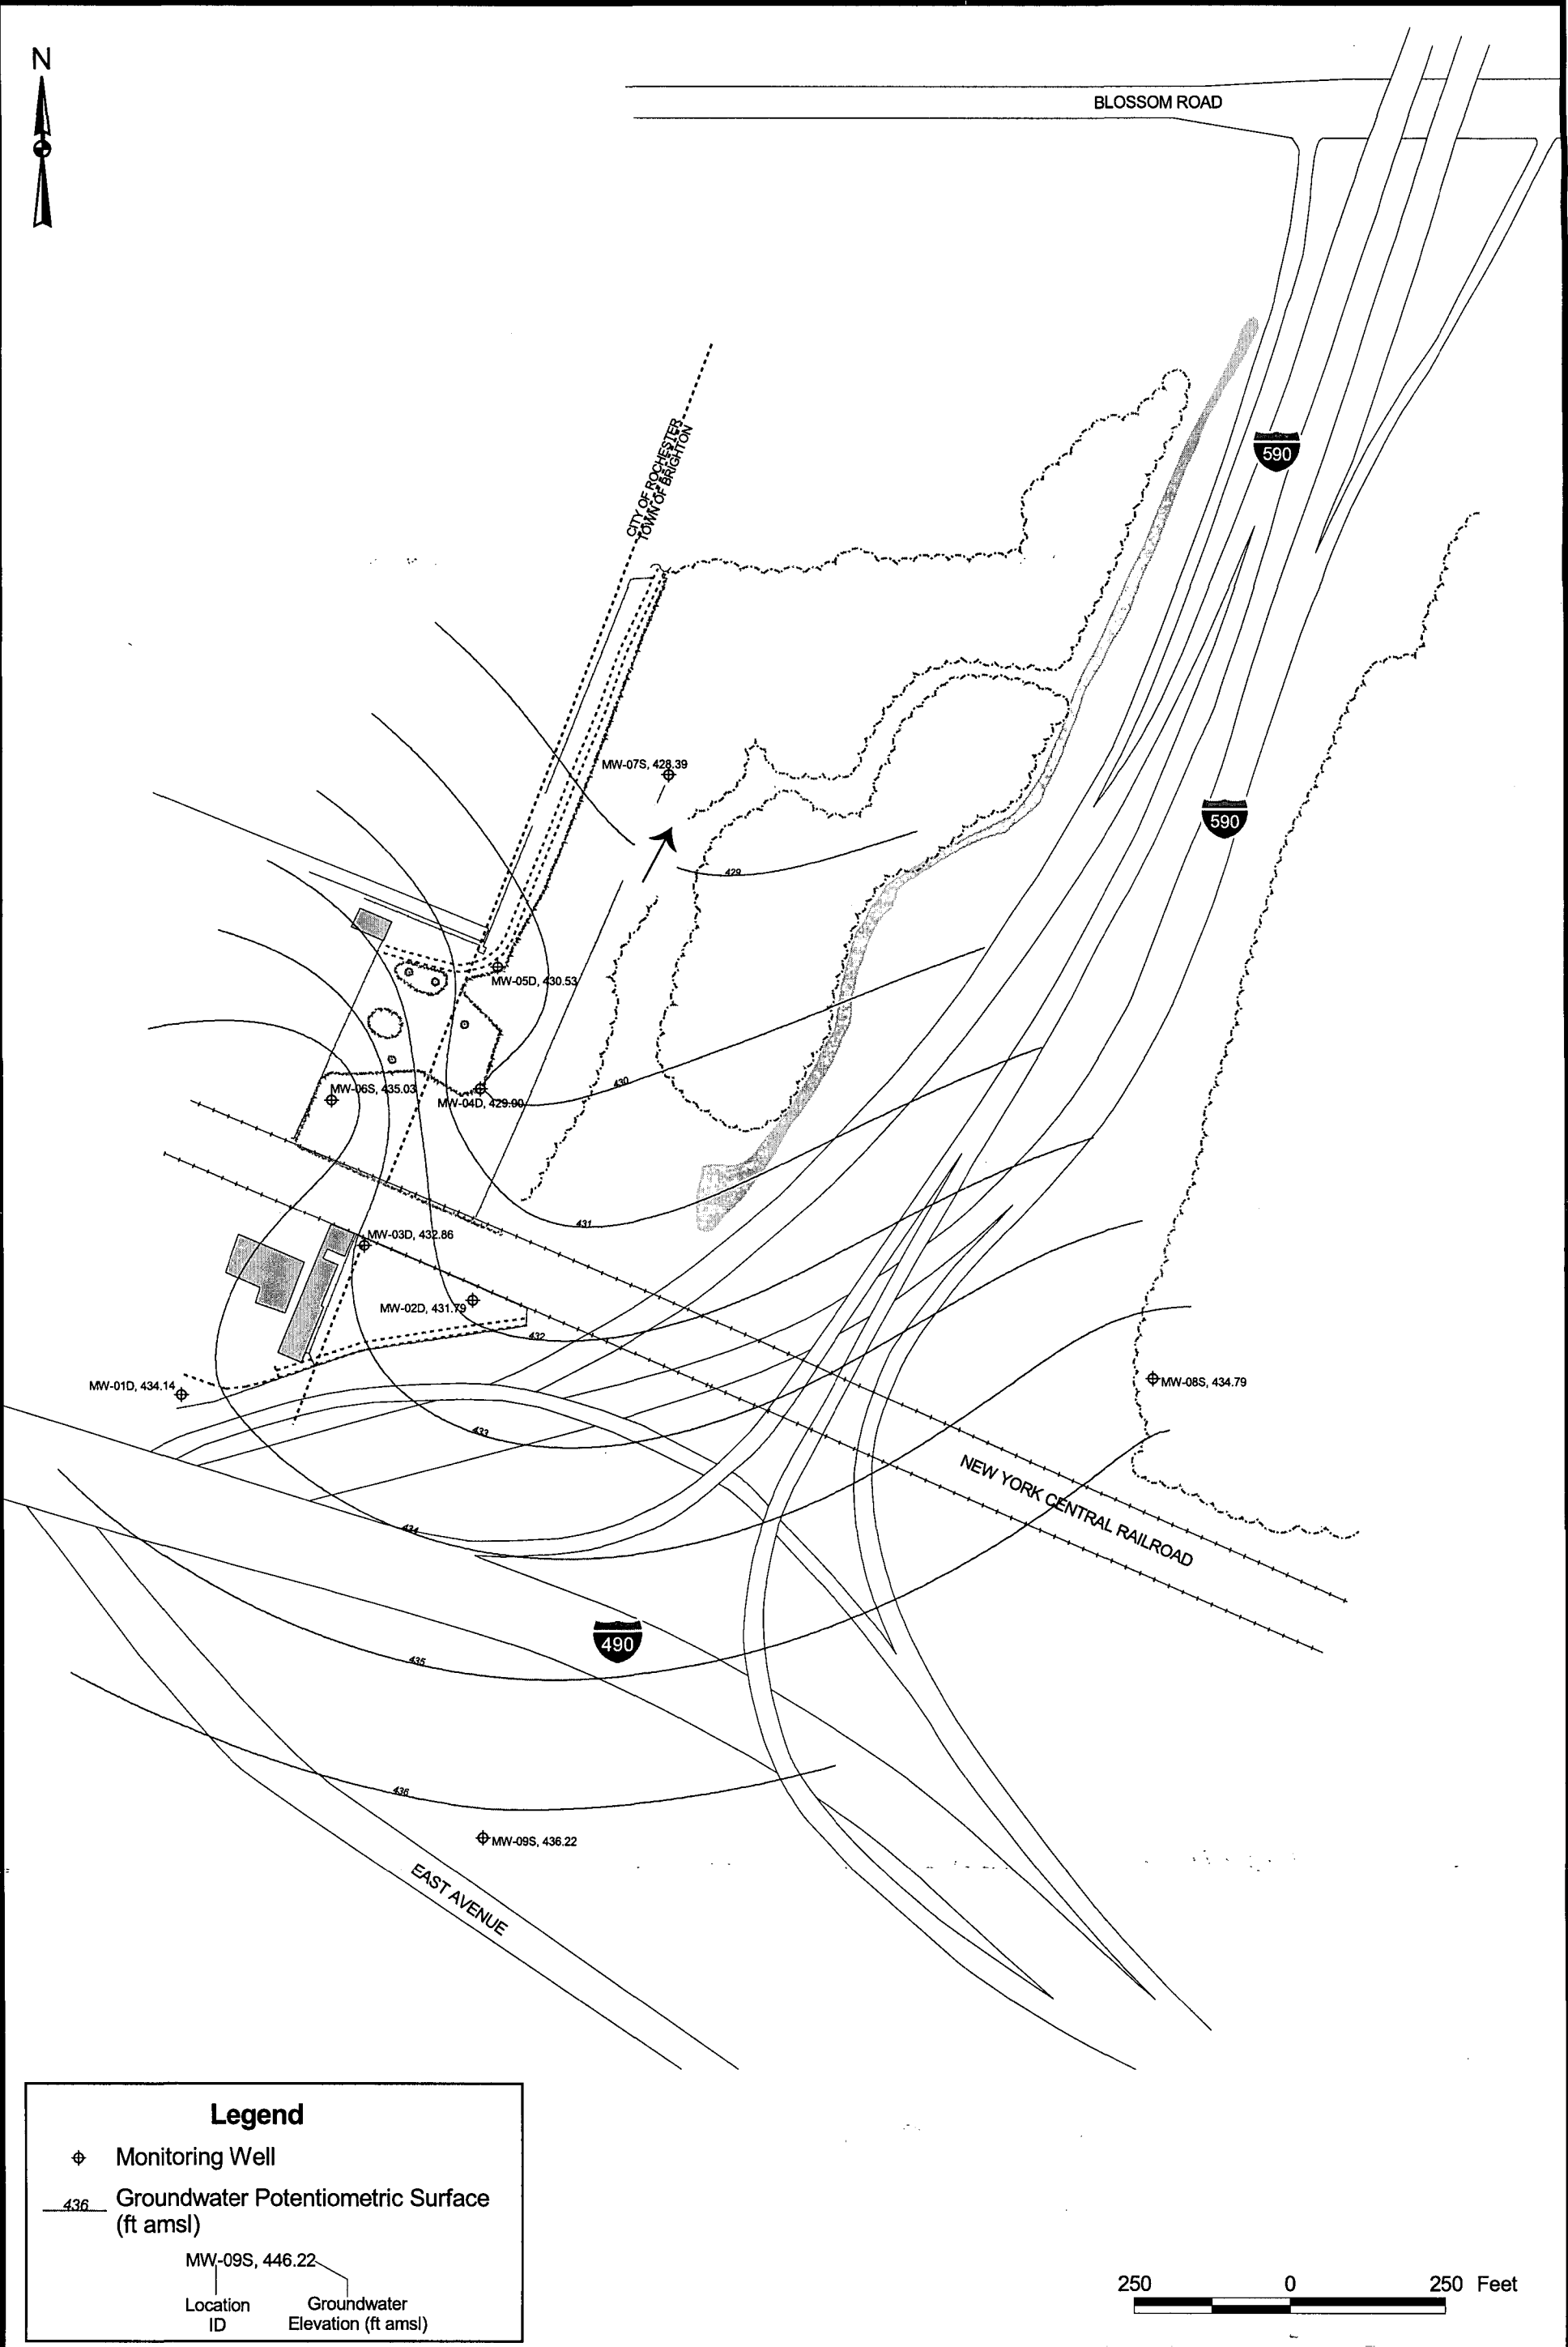 N
BLOSSOM ROAD
590
CITY OF ROCHESTER
TOWN OF BRIGHTON
MW-07S, 428.39
590
429
MW-05D, 430.53
430
MW-06S, 435.03
MW-04D, 429.90
431
MW-03D, 432.86
MW-02D, 431.79
432
MW-01D, 434.14
MW-08S, 434.79
433
NEW YORK CENTRAL RAILROAD
434
490
435
436
MW-09S, 436.22
EAST AVENUE
Legend
Monitoring Well
436 Groundwater Potentiometric Surface
(ft amsl)
MW-09S, 446.22
Location Groundwater
ID Elevation (ft amsl)
250 0 250 Feet